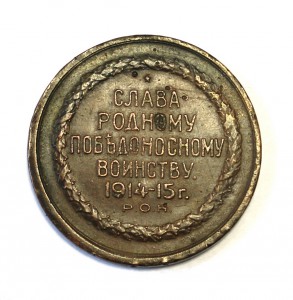 СЛАВА
РОДНОМУ
ПОБѢДОНОСНОМУ
ВОИНСТВУ.
1914-15 г.
Р.О.Н.